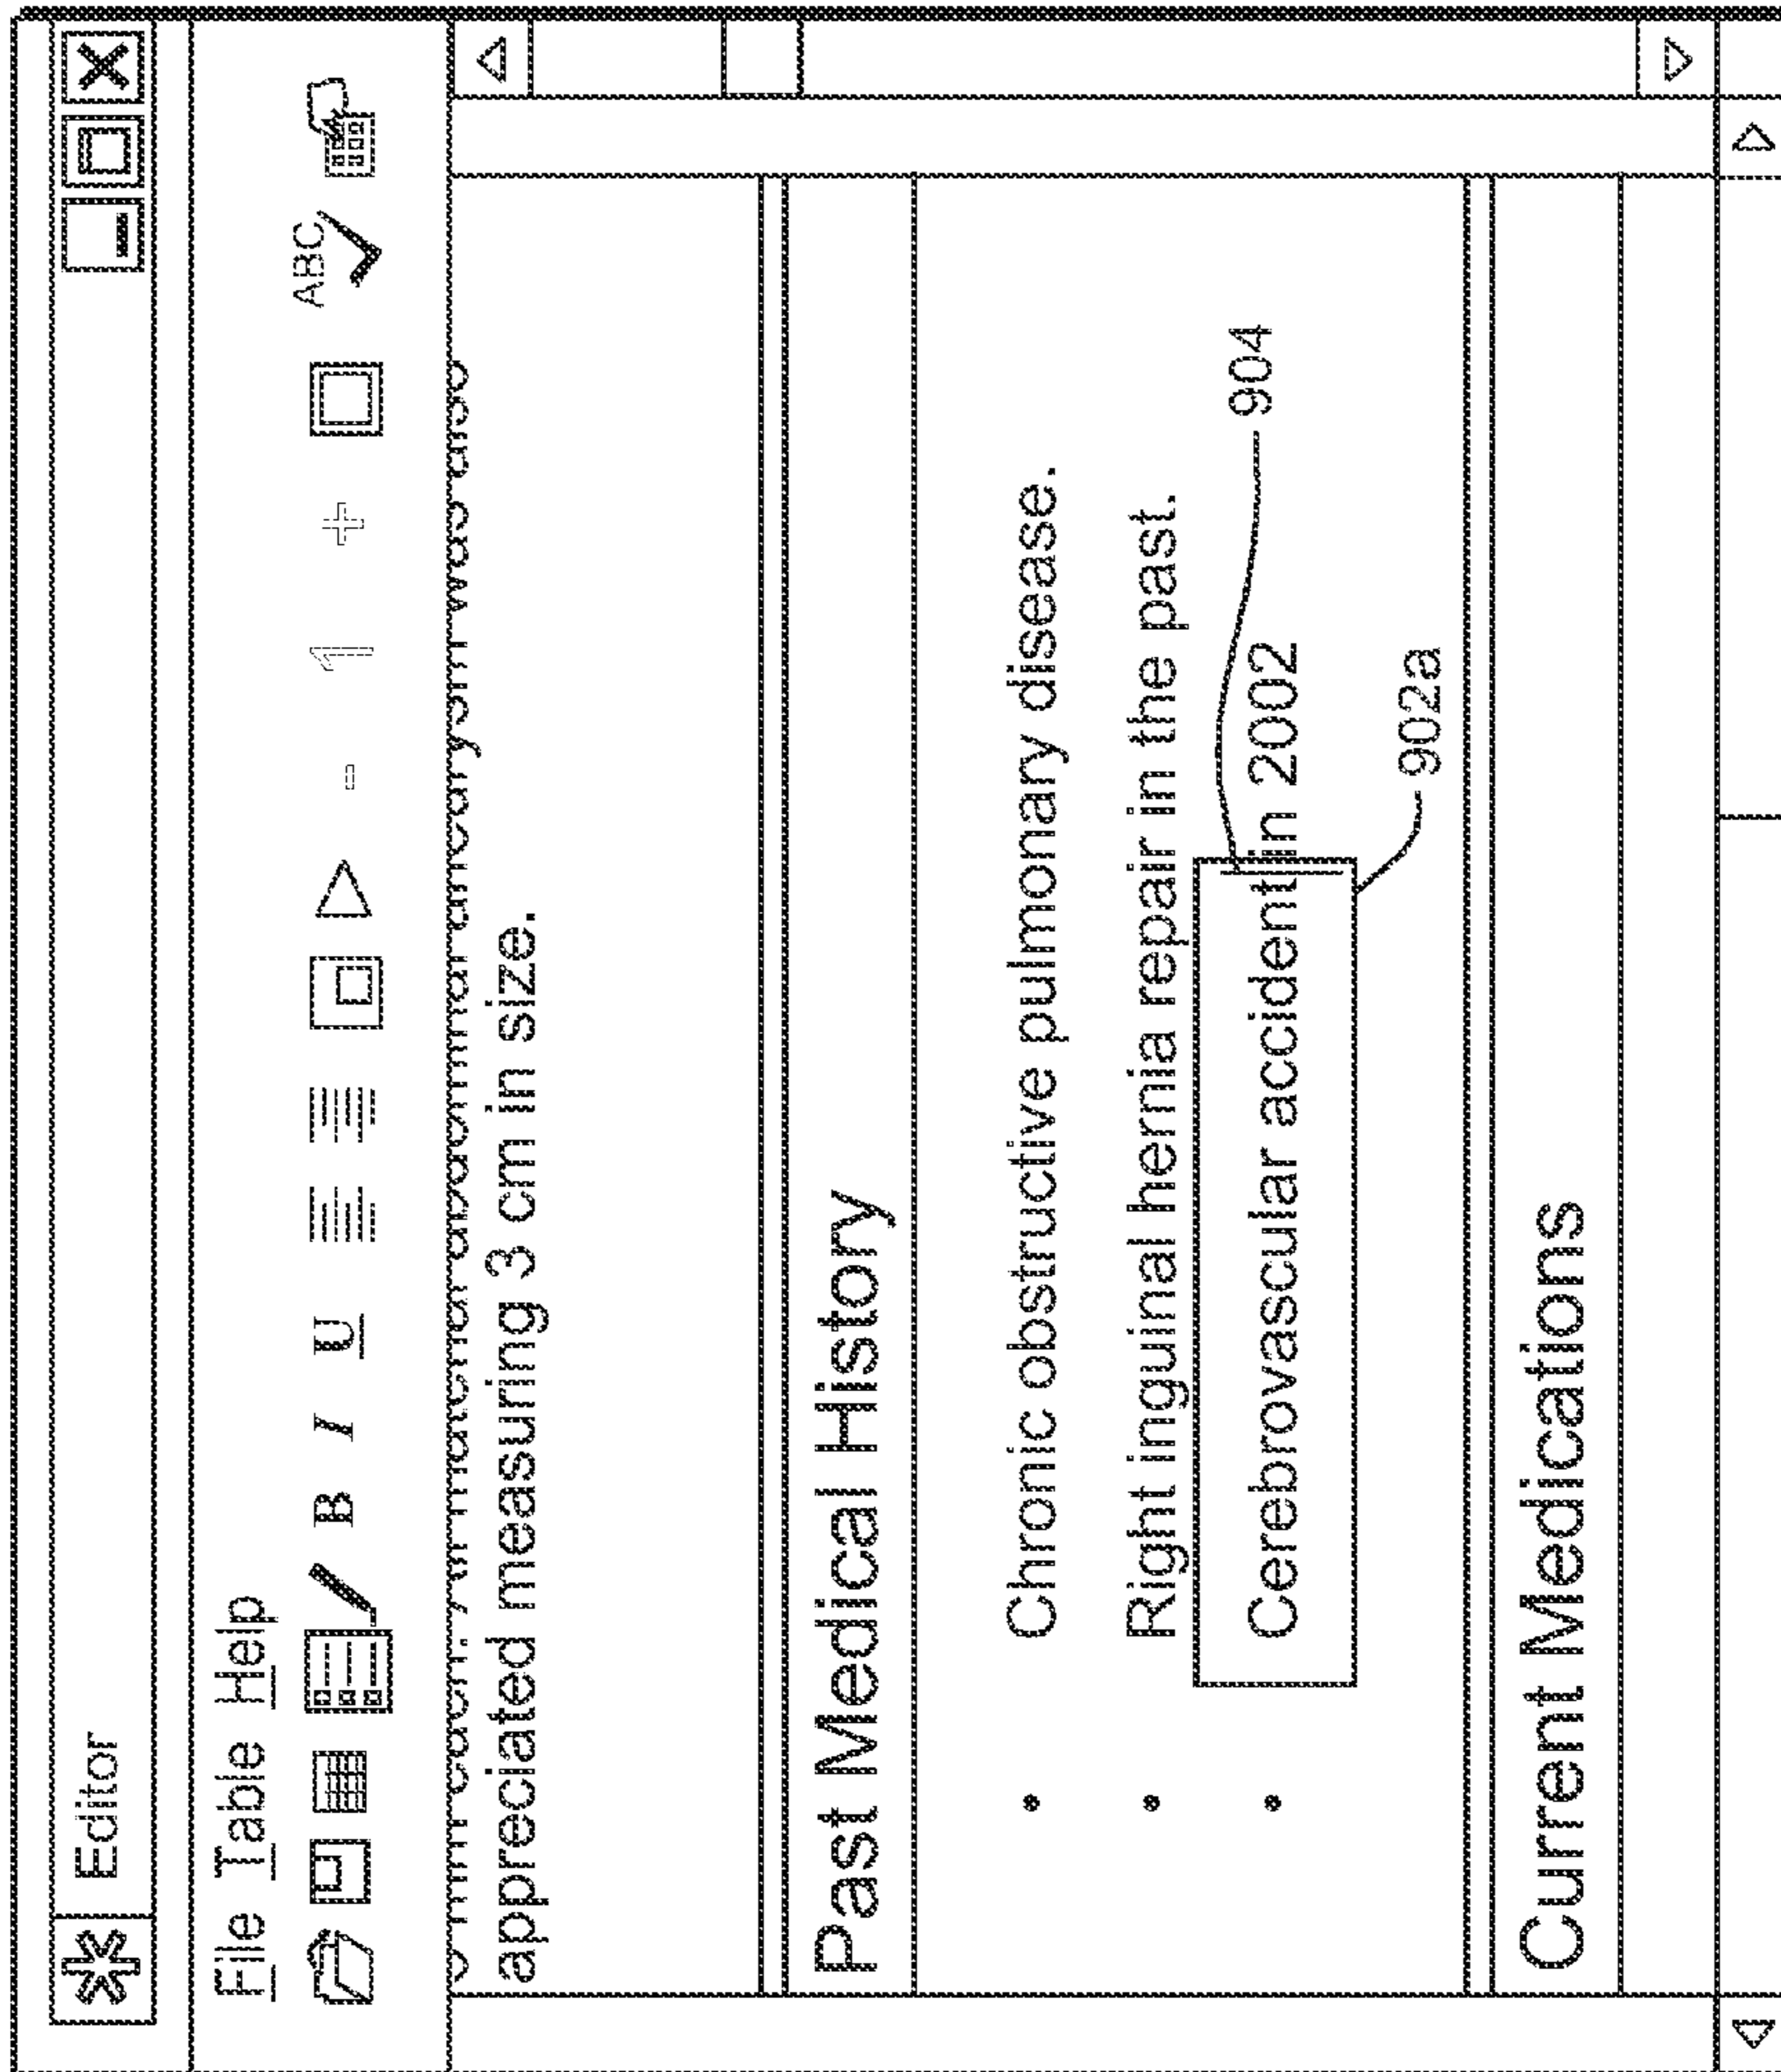 Editor
File Table Help
B I U - 1 + ABC
appreciated measuring 3 cm in size.
Past Medical History
• Chronic obstructive pulmonary disease.
• Right inguinal hernia repair in the past.
• Cerebrovascular accident in 2002
904
902a
Current Medications